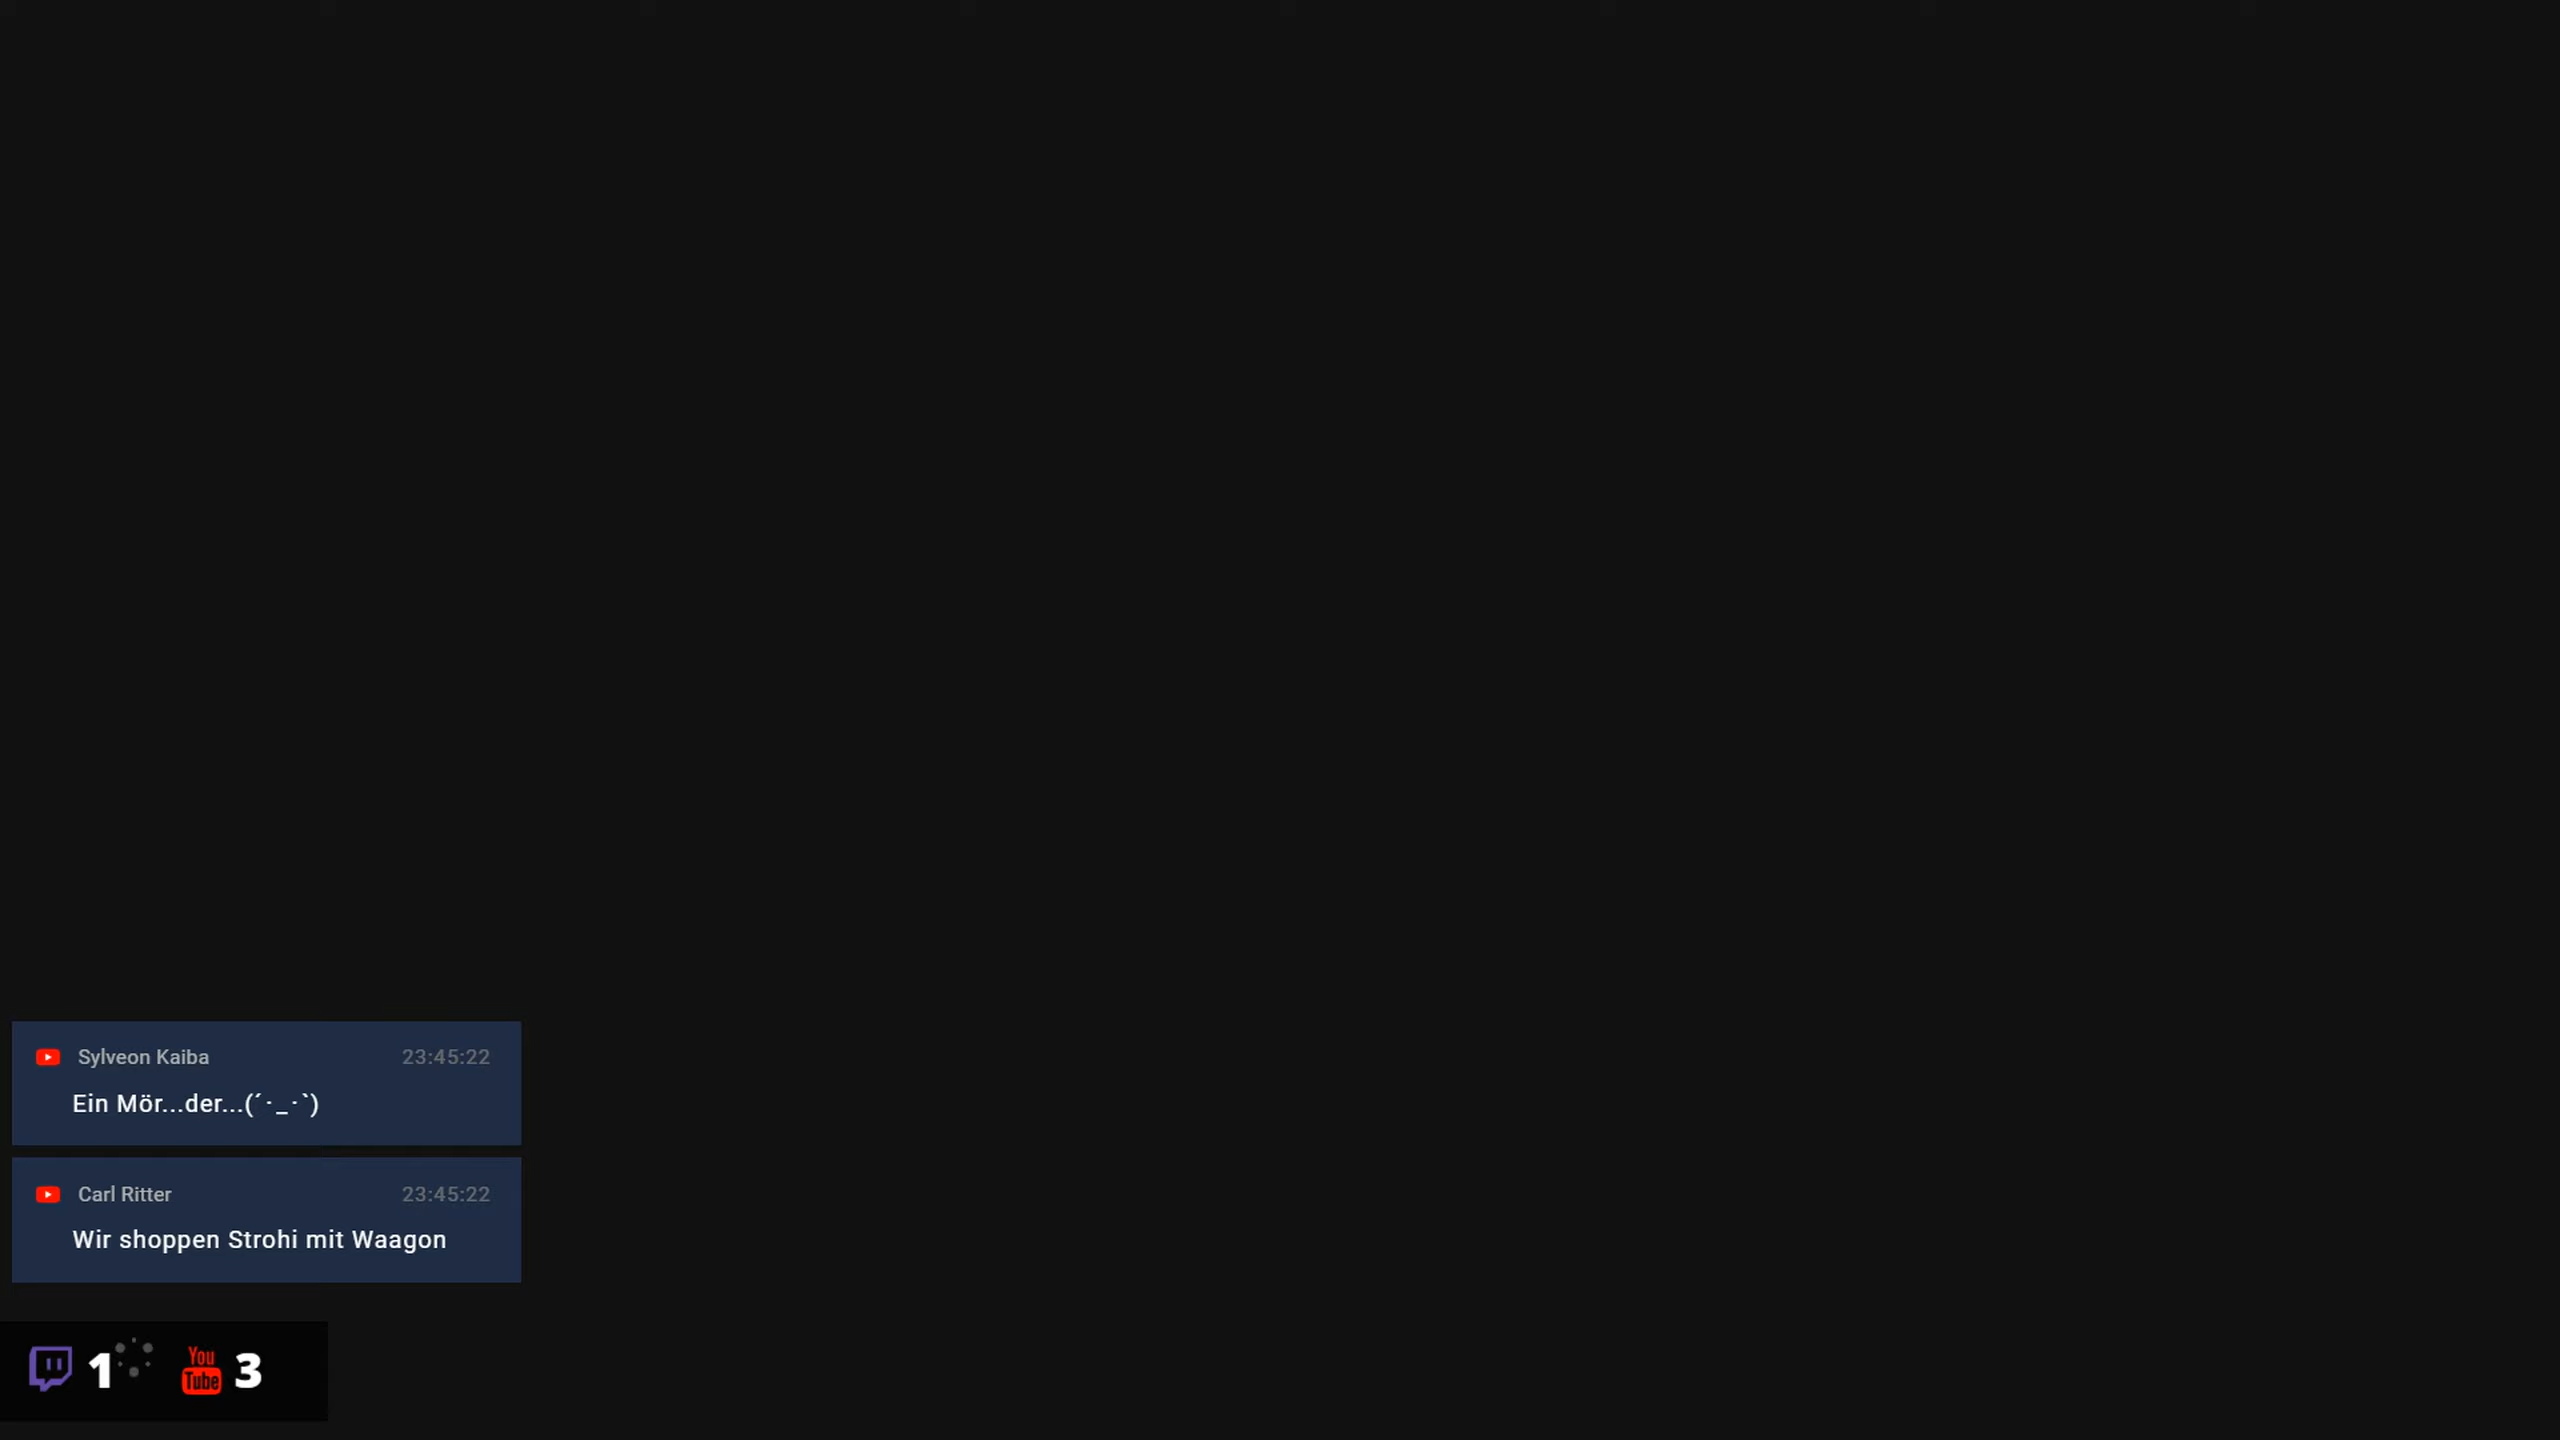 Sylveon Kaiba 23:45:22
Ein Mör...der...(´･_･`)
Carl Ritter 23:45:22
Wir shoppen Strohi mit Waagon
1 You Tube 3